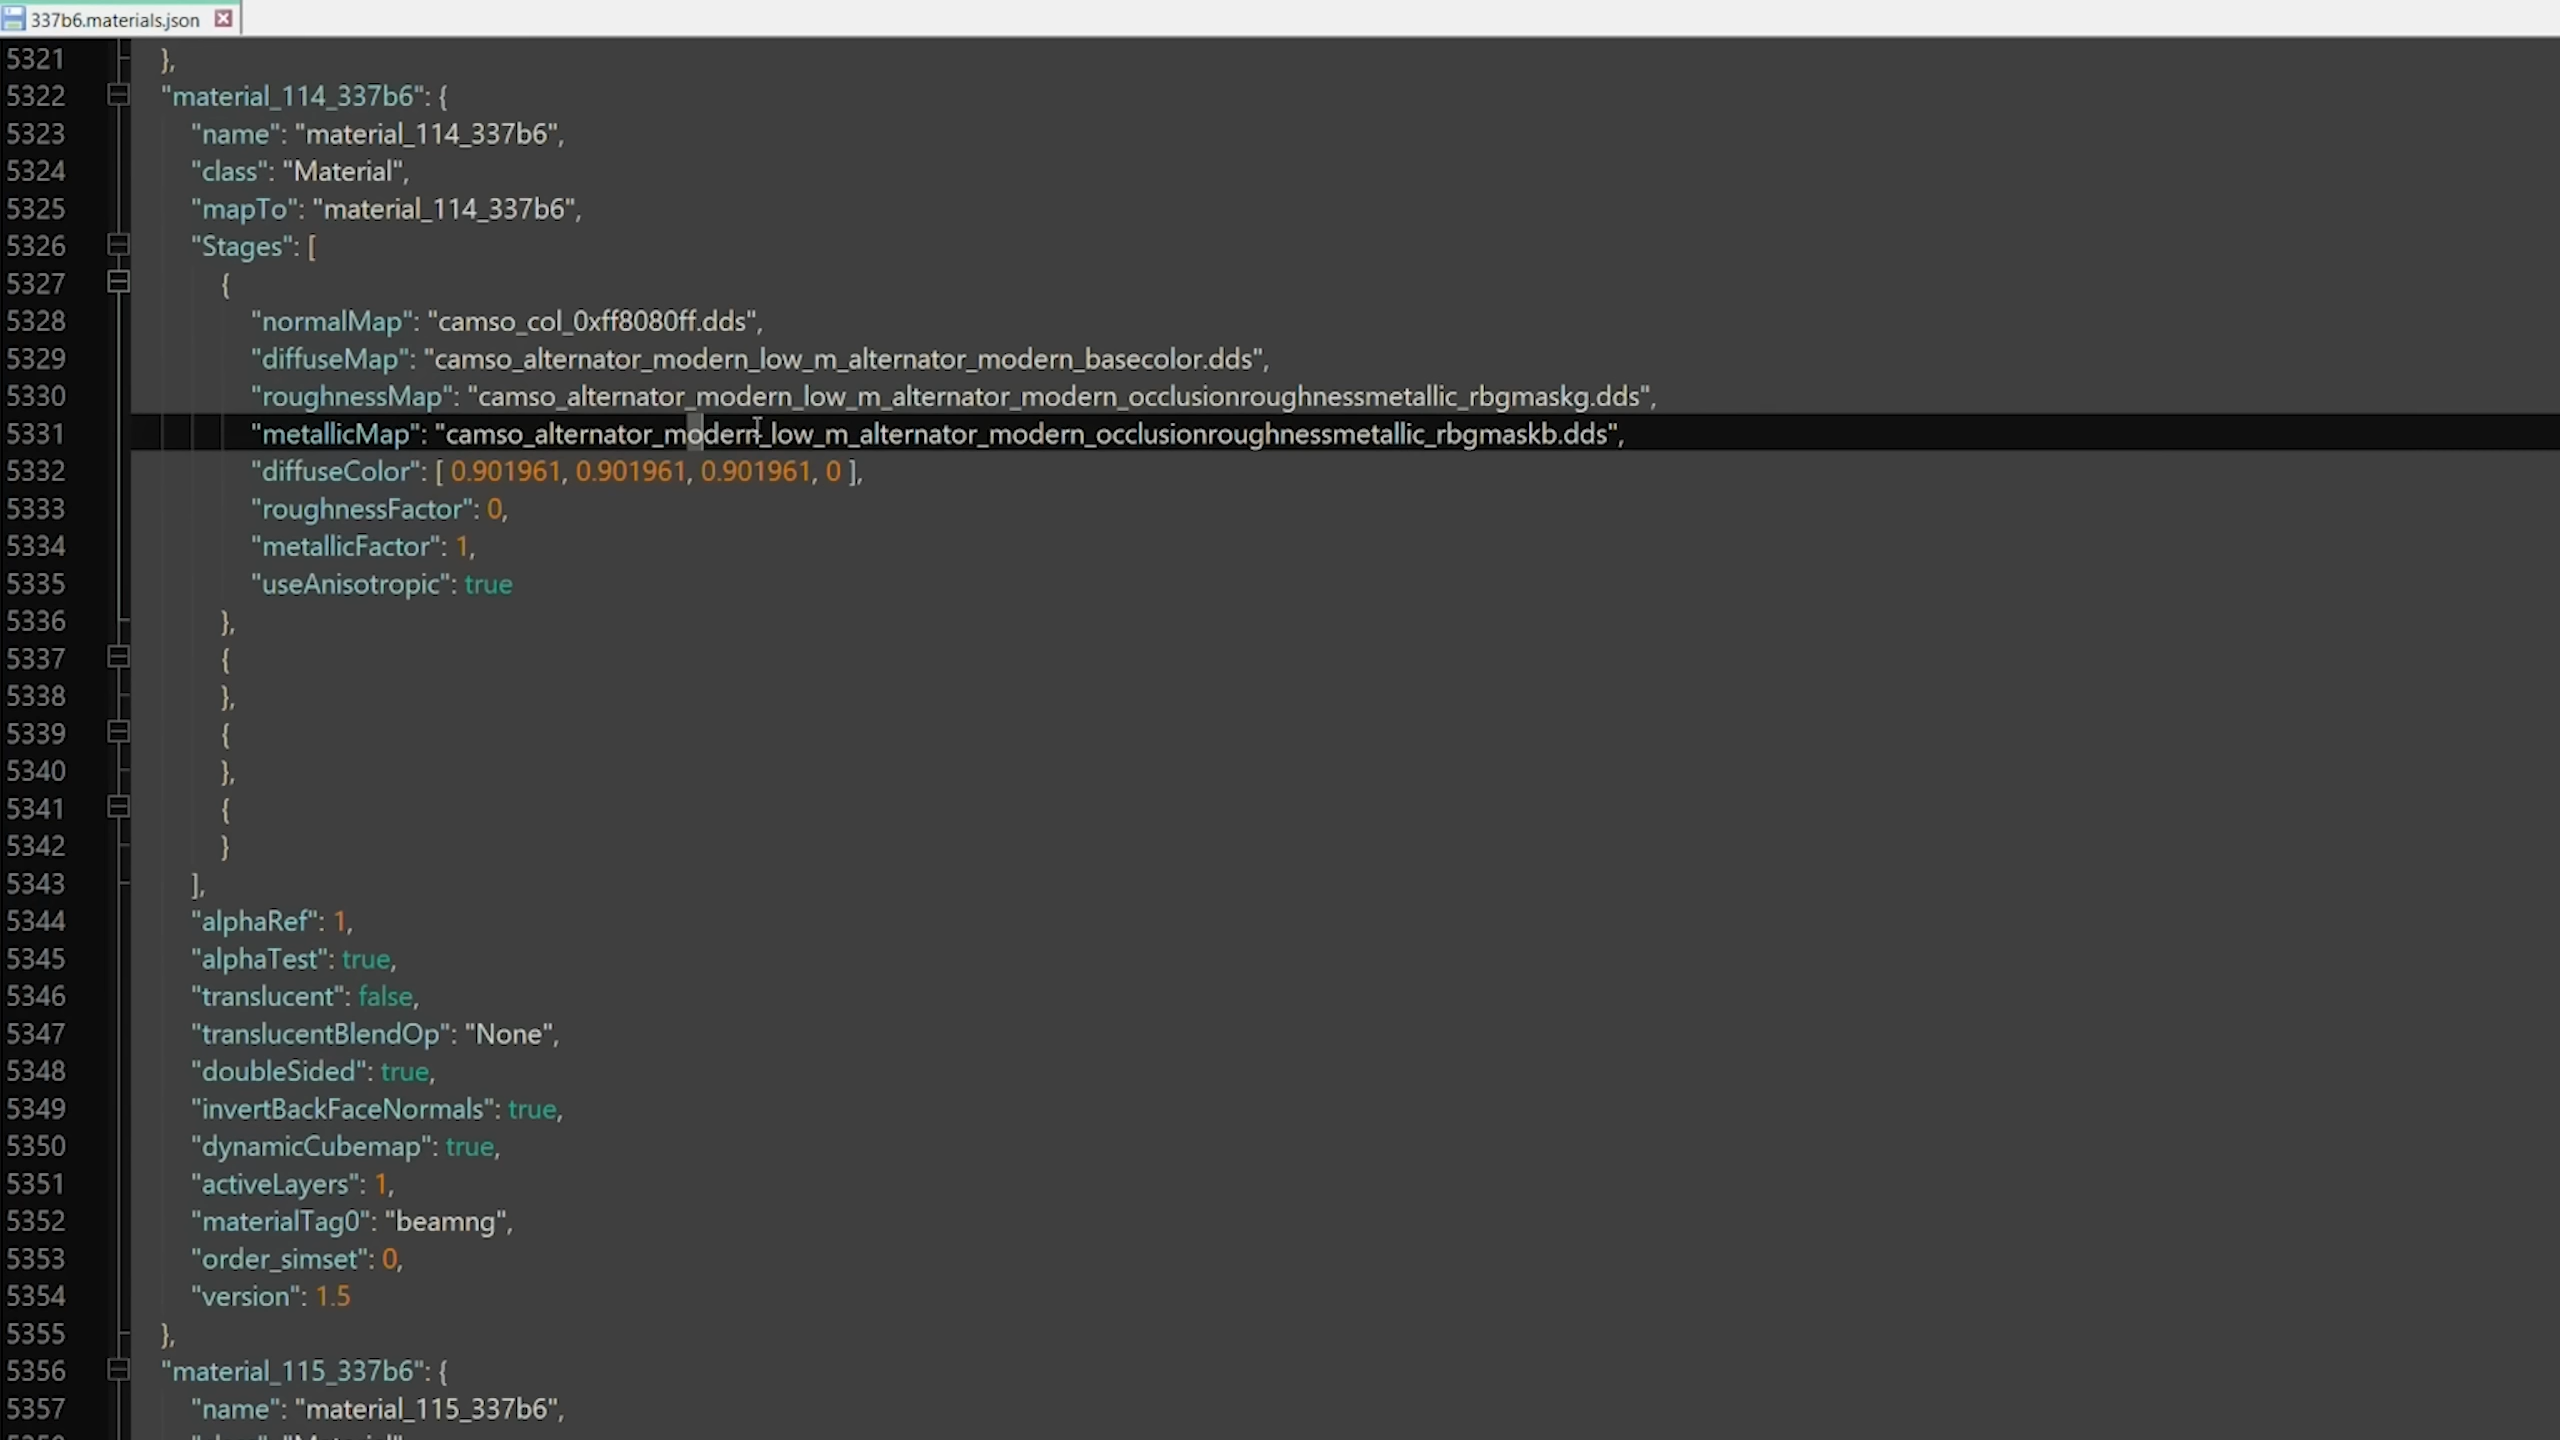 337b6.materials.json
5321 },
5322 "material_114_337b6": {
5323 "name": "material_114_337b6",
5324 "class": "Material",
5325 "mapTo": "material_114_337b6",
5326 "Stages": [
5327 {
5328 "normalMap": "camso_col_0xff8080ff.dds",
5329 "diffuseMap": "camso_alternator_modern_low_m_alternator_modern_basecolor.dds",
5330 "roughnessMap": "camso_alternator_modern_low_m_alternator_modern_occlusionroughnessmetallic_rbgmaskg.dds",
5331 "metallicMap": "camso_alternator_modern_low_m_alternator_modern_occlusionroughnessmetallic_rbgmaskb.dds",
5332 "diffuseColor": [ 0.901961, 0.901961, 0.901961, 0 ],
5333 "roughnessFactor": 0,
5334 "metallicFactor": 1,
5335 "useAnisotropic": true
5336 },
5337 {
5338 },
5339 {
5340 },
5341 {
5342 }
5343 ],
5344 "alphaRef": 1,
5345 "alphaTest": true,
5346 "translucent": false,
5347 "translucentBlendOp": "None",
5348 "doubleSided": true,
5349 "invertBackFaceNormals": true,
5350 "dynamicCubemap": true,
5351 "activeLayers": 1,
5352 "materialTag0": "beamng",
5353 "order_simset": 0,
5354 "version": 1.5
5355 },
5356 "material_115_337b6": {
5357 "name": "material_115_337b6",